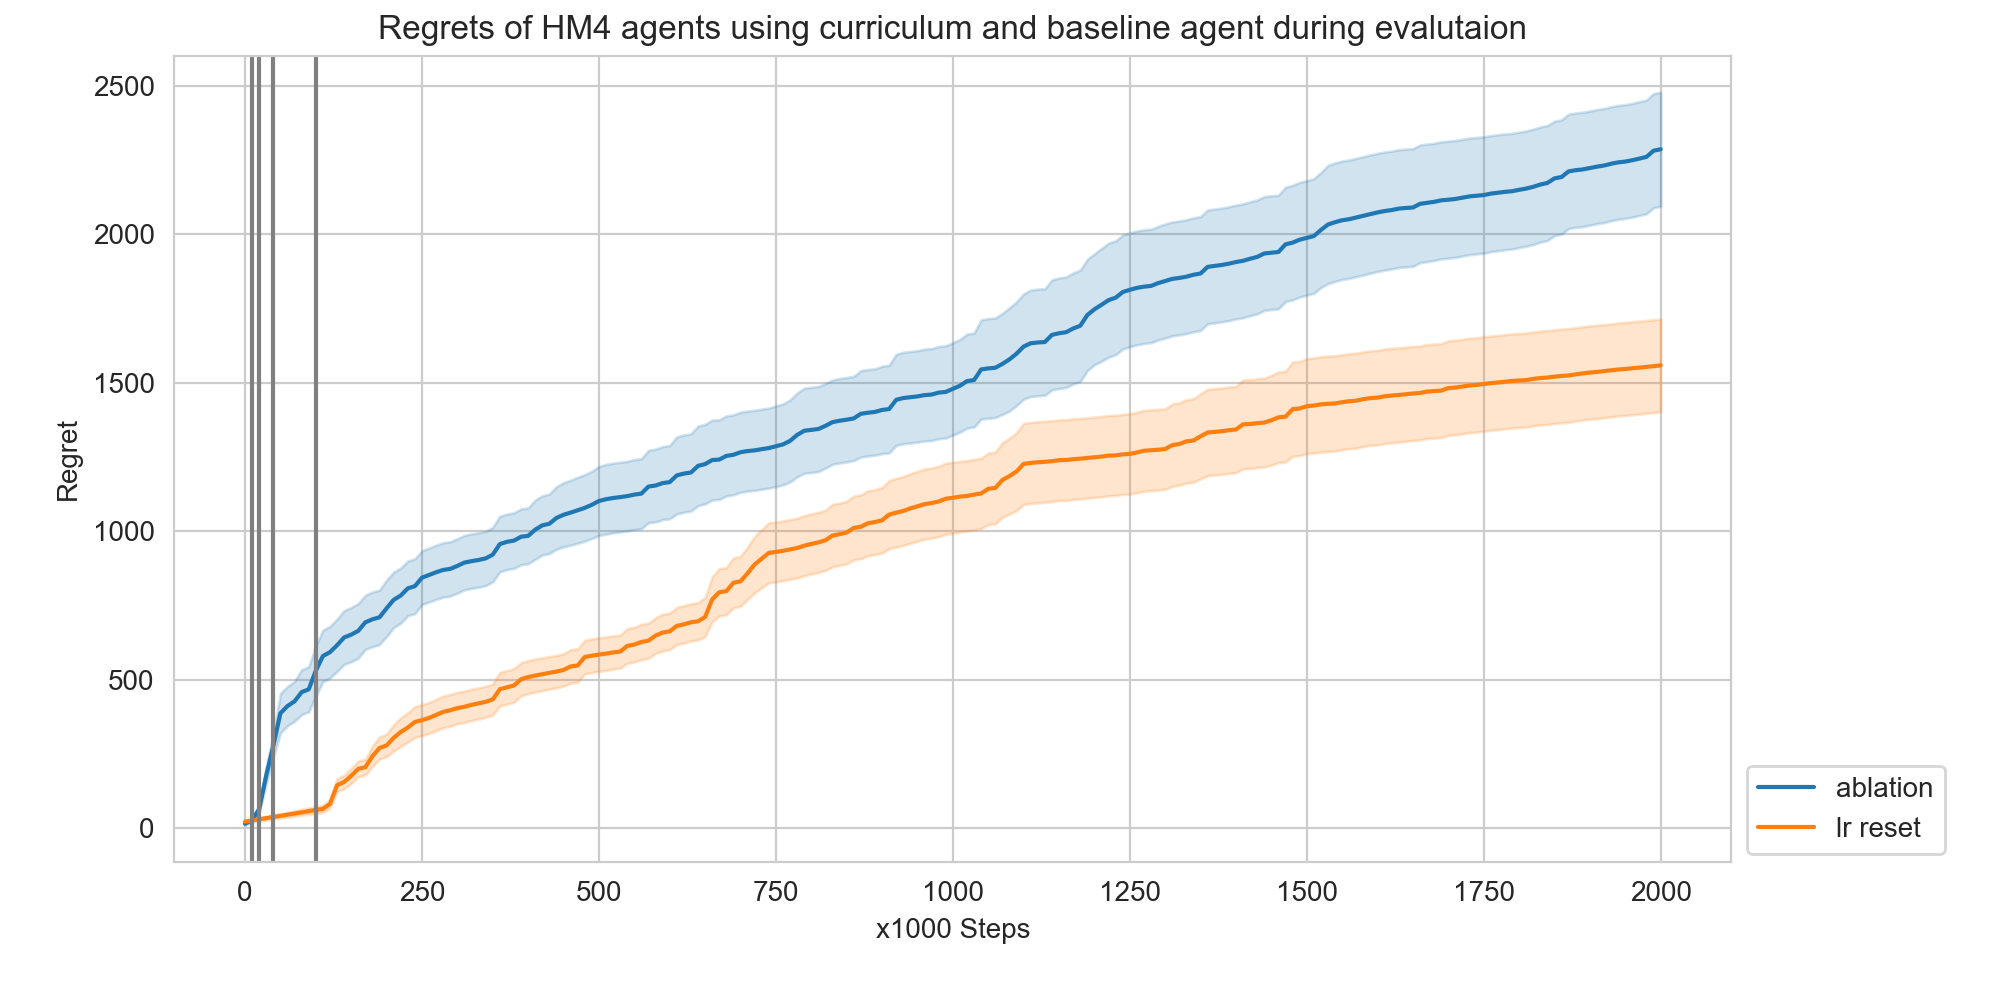 Regrets of HM4 agents using curriculum and baseline agent during evalutaion
2500
2000
1500
1000
500
0
Regret
0 250 500 750 1000 1250 1500 1750 2000
x1000 Steps
ablation
lr reset